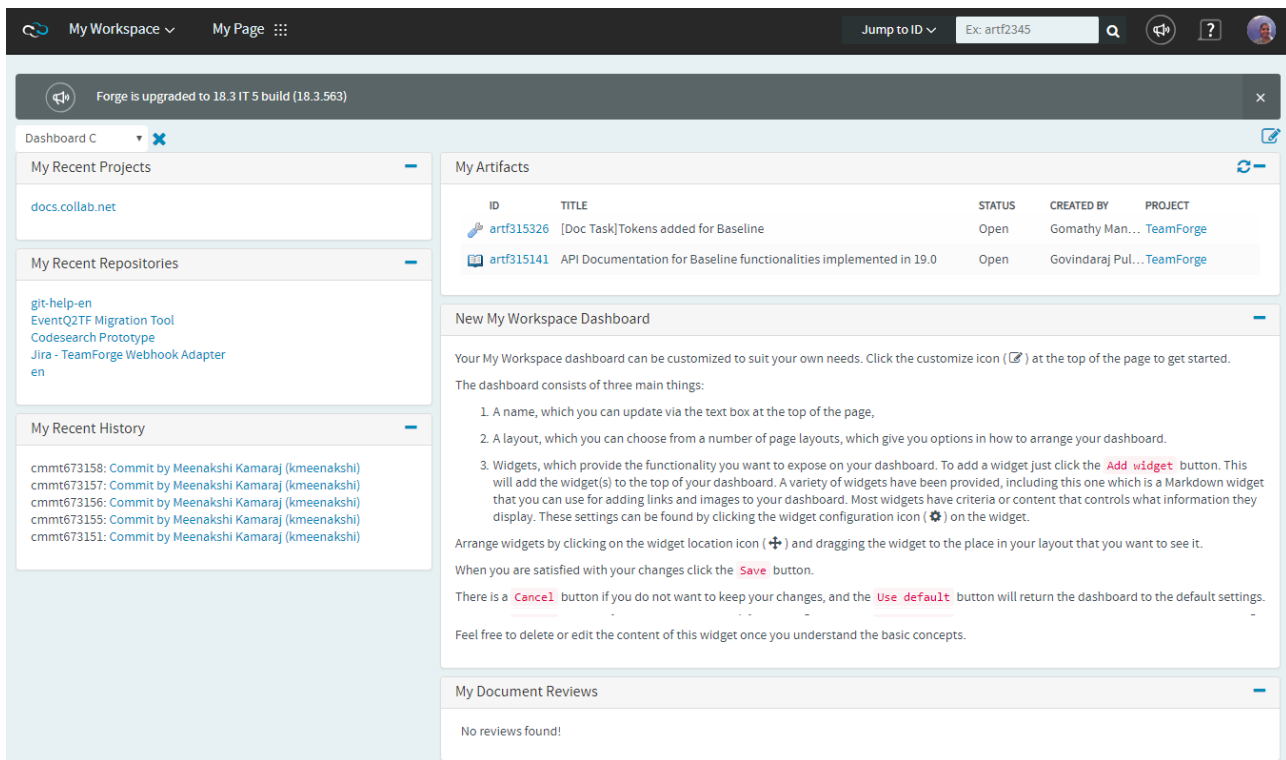 My Workspace
My Page
Jump to ID
Ex: artf2345
?
Forge is upgraded to 18.3 IT 5 build (18.3.563)
×
Dashboard C
My Recent Projects
docs.collab.net
My Recent Repositories
git-help-en
EventQ2TF Migration Tool
Codesearch Prototype
Jira - TeamForge Webhook Adapter
en
My Recent History
cmmt673158: Commit by Meenakshi Kamaraj (kmeenakshi)
cmmt673157: Commit by Meenakshi Kamaraj (kmeenakshi)
cmmt673156: Commit by Meenakshi Kamaraj (kmeenakshi)
cmmt673155: Commit by Meenakshi Kamaraj (kmeenakshi)
cmmt673151: Commit by Meenakshi Kamaraj (kmeenakshi)
My Artifacts
ID TITLE STATUS CREATED BY PROJECT
artf315326 [Doc Task]Tokens added for Baseline Open Gomathy Man... TeamForge
artf315141 API Documentation for Baseline functionalities implemented in 19.0 Open Govindaraj Pul... TeamForge
New My Workspace Dashboard
Your My Workspace dashboard can be customized to suit your own needs. Click the customize icon ( ) at the top of the page to get started.
The dashboard consists of three main things:
1. A name, which you can update via the text box at the top of the page,
2. A layout, which you can choose from a number of page layouts, which give you options in how to arrange your dashboard.
3. Widgets, which provide the functionality you want to expose on your dashboard. To add a widget just click the Add widget button. This
will add the widget(s) to the top of your dashboard. A variety of widgets have been provided, including this one which is a Markdown widget
that you can use for adding links and images to your dashboard. Most widgets have criteria or content that controls what information they
display. These settings can be found by clicking the widget configuration icon ( ) on the widget.
Arrange widgets by clicking on the widget location icon ( ) and dragging the widget to the place in your layout that you want to see it.
When you are satisfied with your changes click the Save button.
There is a Cancel button if you do not want to keep your changes, and the Use default button will return the dashboard to the default settings.
Feel free to delete or edit the content of this widget once you understand the basic concepts.
My Document Reviews
No reviews found!